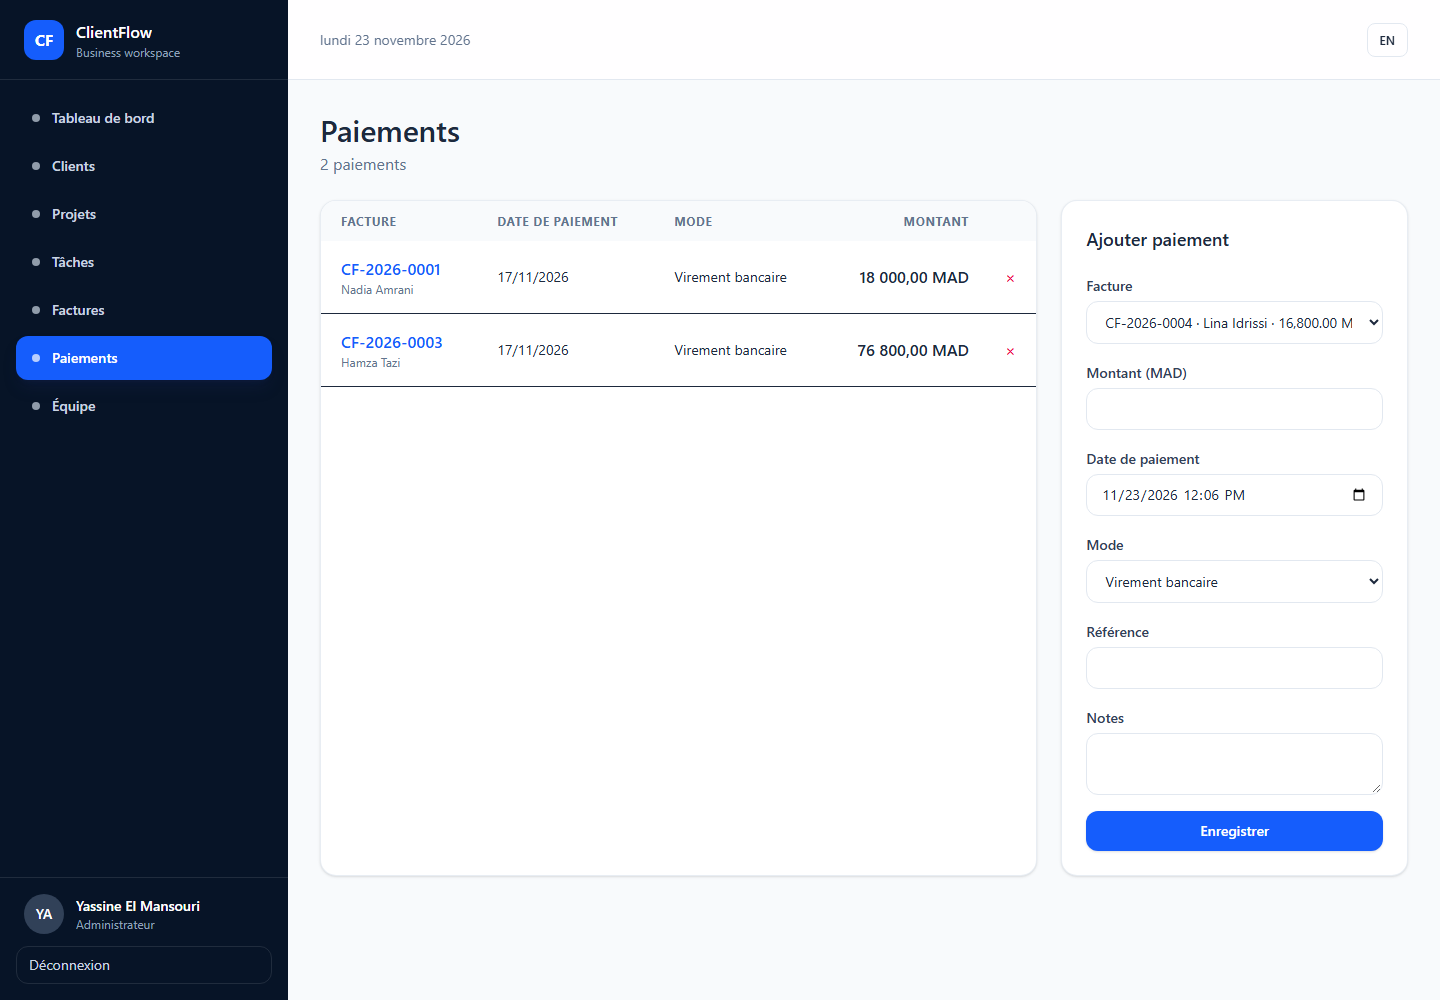 CF
ClientFlow
Business workspace
Tableau de bord
Clients
Projets
Tâches
Factures
Paiements
Équipe
YA
Yassine El Mansouri
Administrateur
Déconnexion
lundi 23 novembre 2026
EN
Paiements
2 paiements
FACTURE DATE DE PAIEMENT MODE MONTANT
CF-2026-0001 17/11/2026 Virement bancaire 18 000,00 MAD ×
Nadia Amrani
CF-2026-0003 17/11/2026 Virement bancaire 76 800,00 MAD ×
Hamza Tazi
Ajouter paiement
Facture
CF-2026-0004 · Lina Idrissi · 16,800.00 M
Montant (MAD)
Date de paiement
11/23/2026 12:06 PM
Mode
Virement bancaire
Référence
Notes
Enregistrer